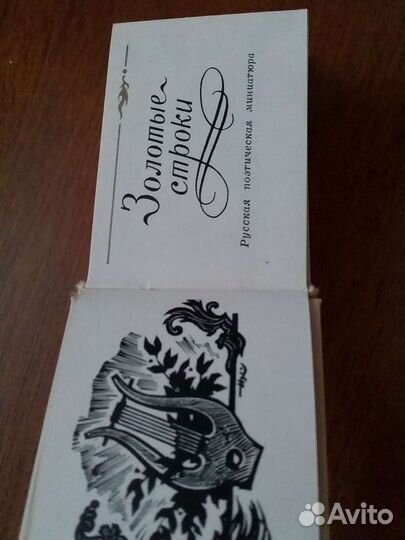 Золотые
строки
Русская поэтическая миниатюра
Avito